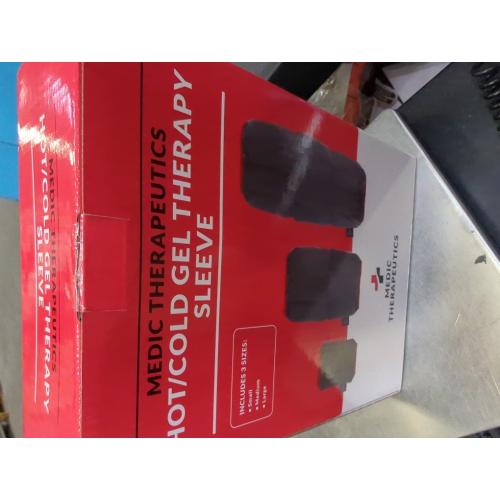 MEDIC THERAPEUTICS
HOT/COLD GEL THERAPY
SLEEVE
INCLUDES 3 SIZES:
• Small
• Medium
• Large
MEDIC
THERAPEUTICS
MEDIC THERAPEUTICS
HOT/COLD GEL THERAPY
SLEEVE